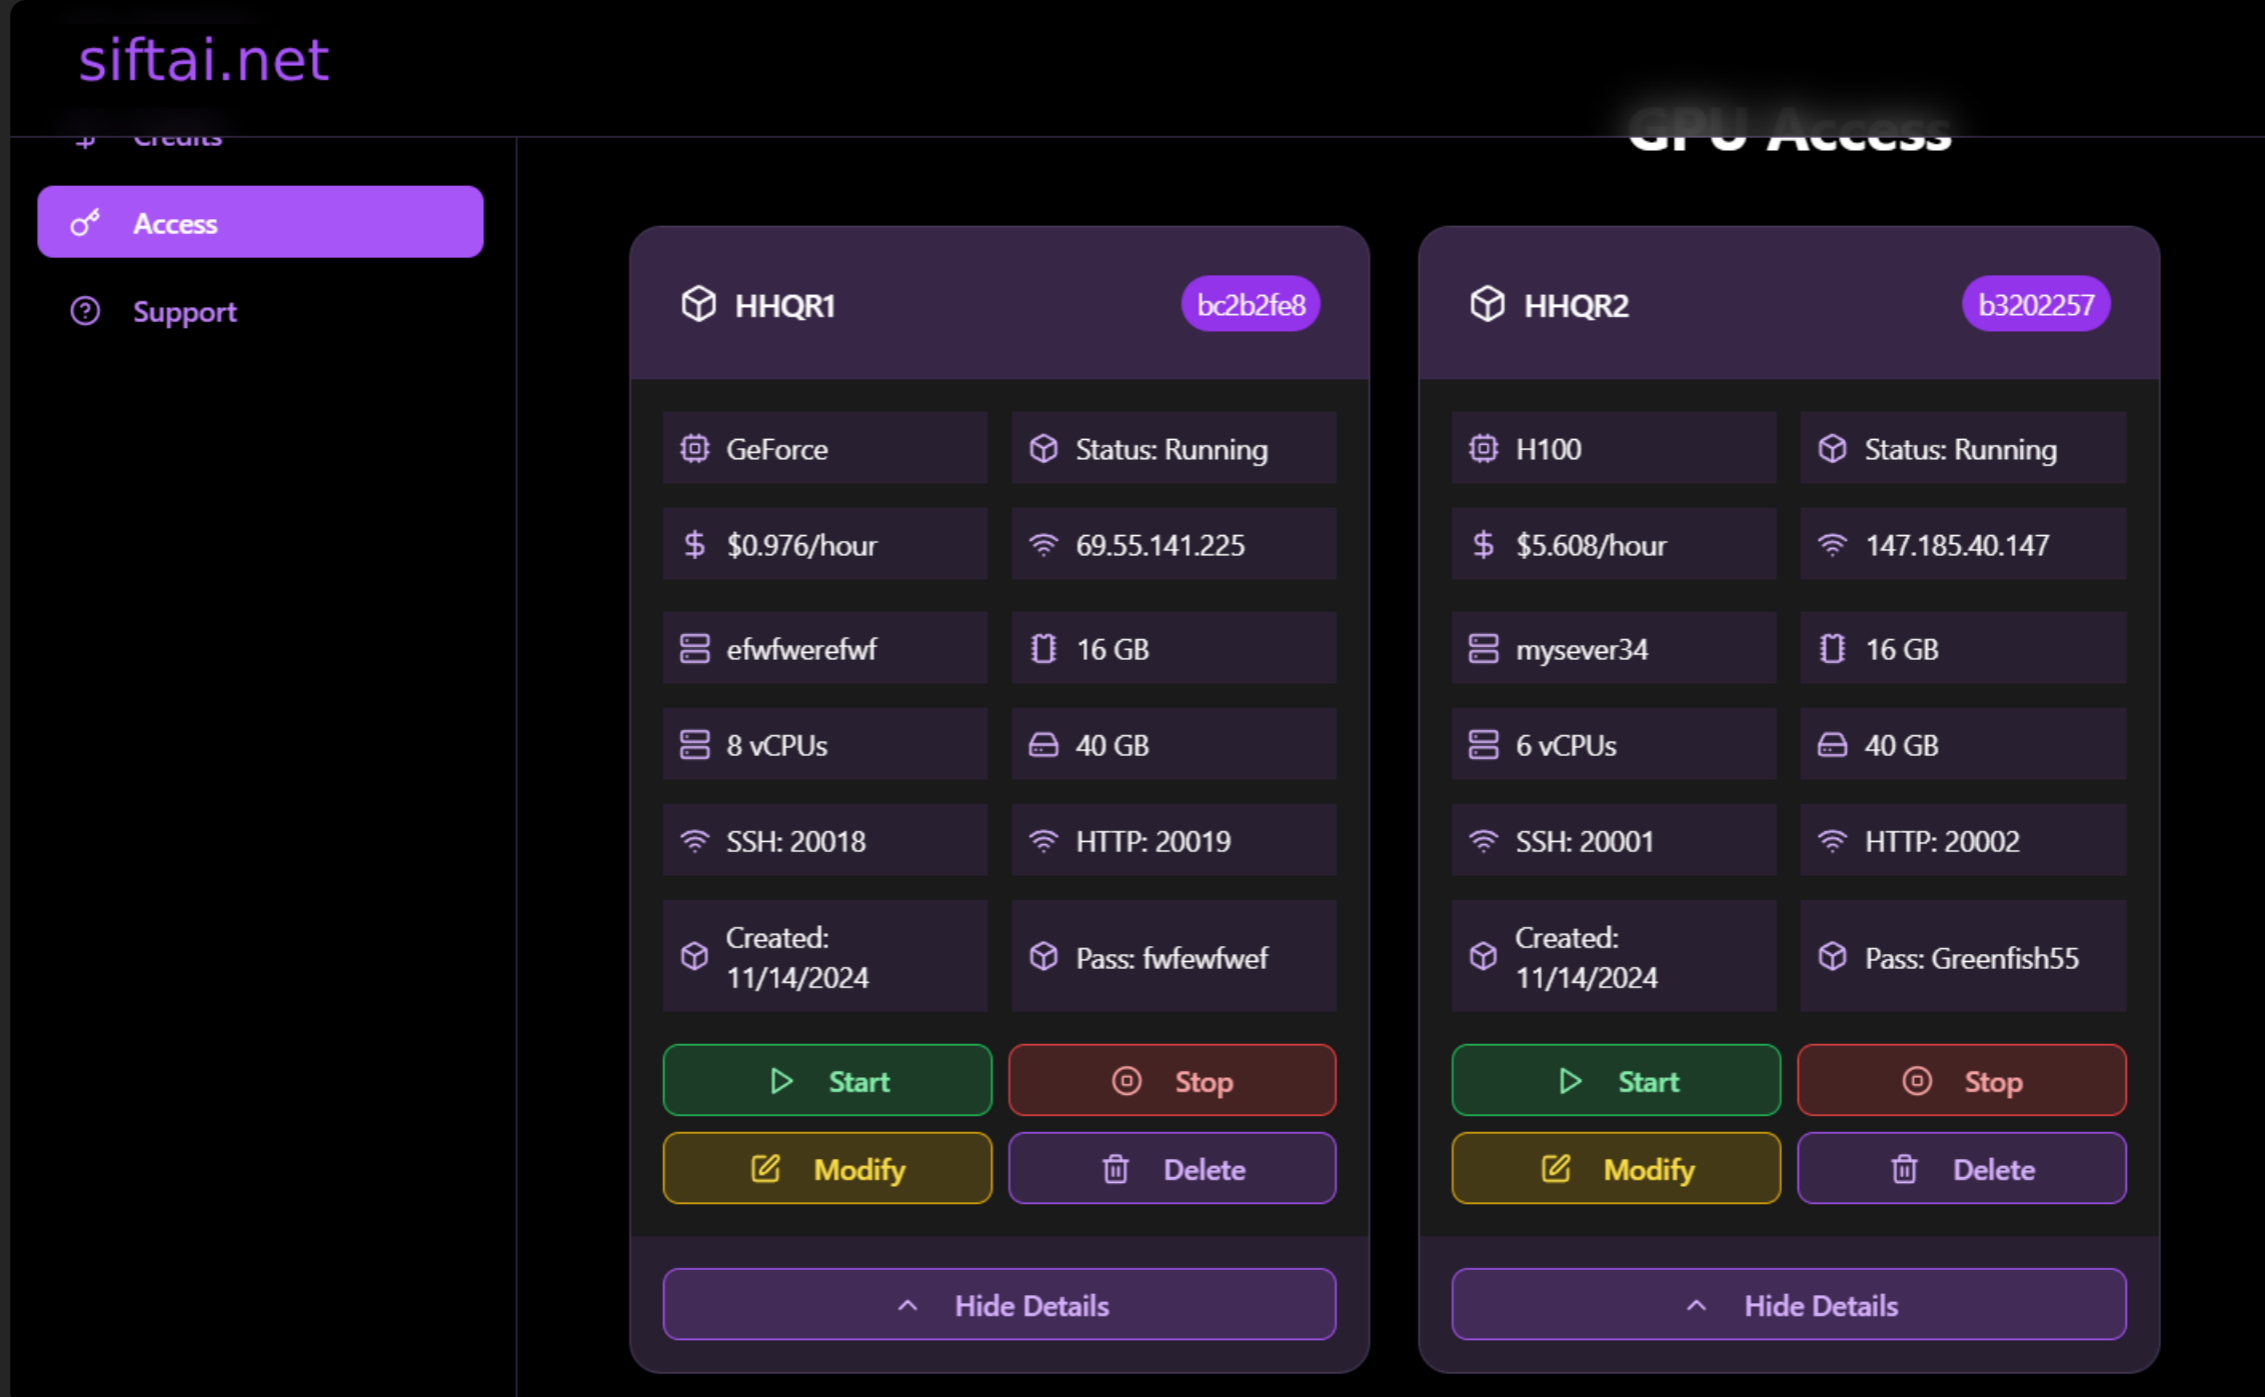 siftai.net
Credits
Access
Support
GPU Access
HHQR1
bc2b2fe8
GeForce
Status: Running
$0.976/hour
69.55.141.225
efwfwerefwf
16 GB
8 vCPUs
40 GB
SSH: 20018
HTTP: 20019
Created:
11/14/2024
Pass: fwfewfwef
Start
Stop
Modify
Delete
Hide Details
HHQR2
b3202257
H100
Status: Running
$5.608/hour
147.185.40.147
mysever34
16 GB
6 vCPUs
40 GB
SSH: 20001
HTTP: 20002
Created:
11/14/2024
Pass: Greenfish55
Start
Stop
Modify
Delete
Hide Details